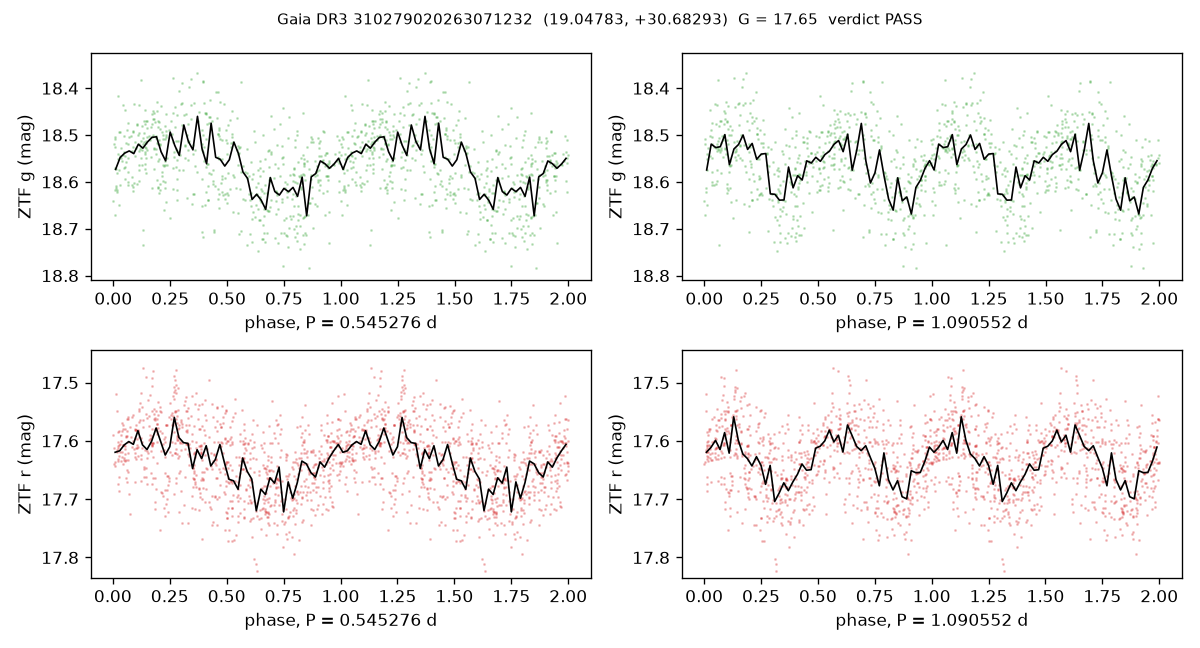 Gaia DR3 310279020263071232 (19.04783, +30.68293) G = 17.65 verdict PASS
ZTF g (mag)
18.4
18.5
18.6
18.7
18.8
0.00 0.25 0.50 0.75 1.00 1.25 1.50 1.75 2.00
phase, P = 0.545276 d
ZTF g (mag)
18.4
18.5
18.6
18.7
18.8
0.00 0.25 0.50 0.75 1.00 1.25 1.50 1.75 2.00
phase, P = 1.090552 d
ZTF r (mag)
17.5
17.6
17.7
17.8
0.00 0.25 0.50 0.75 1.00 1.25 1.50 1.75 2.00
phase, P = 0.545276 d
ZTF r (mag)
17.5
17.6
17.7
17.8
0.00 0.25 0.50 0.75 1.00 1.25 1.50 1.75 2.00
phase, P = 1.090552 d